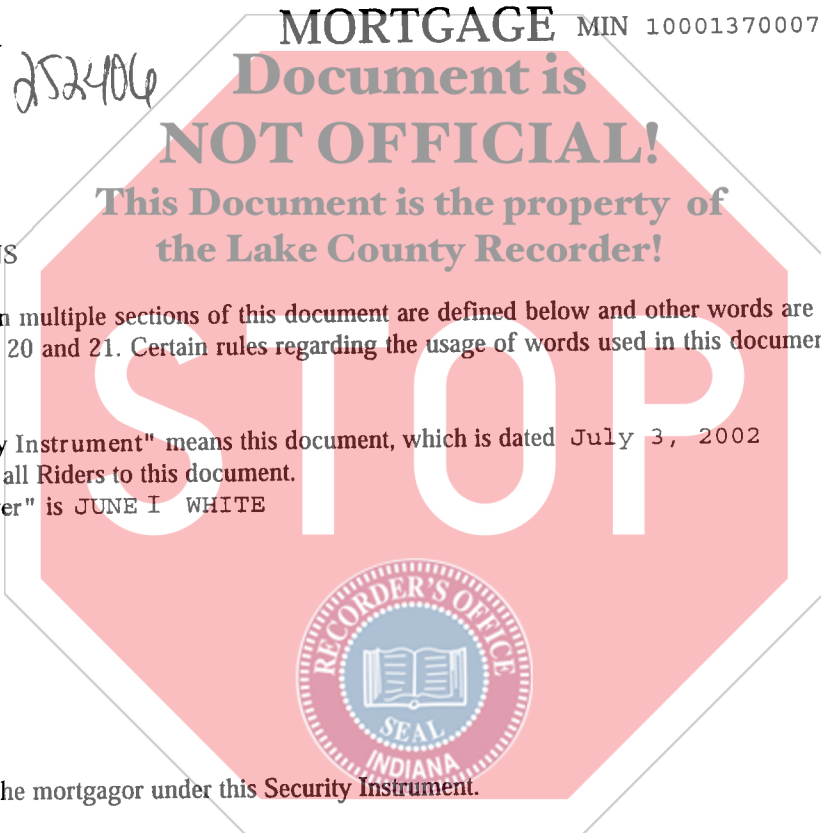 MORTGAGE MIN 10001370007
252406
Document is
NOT OFFICIAL!
This Document is the property of
the Lake County Recorder!
NS
n multiple sections of this document are defined below and other words are
20 and 21. Certain rules regarding the usage of words used in this documen
y Instrument" means this document, which is dated July 3, 2002
all Riders to this document.
er" is JUNE I WHITE
STOP
RECORDER'S OFFICE
SEAL
INDIANA
he mortgagor under this Security Instrument.